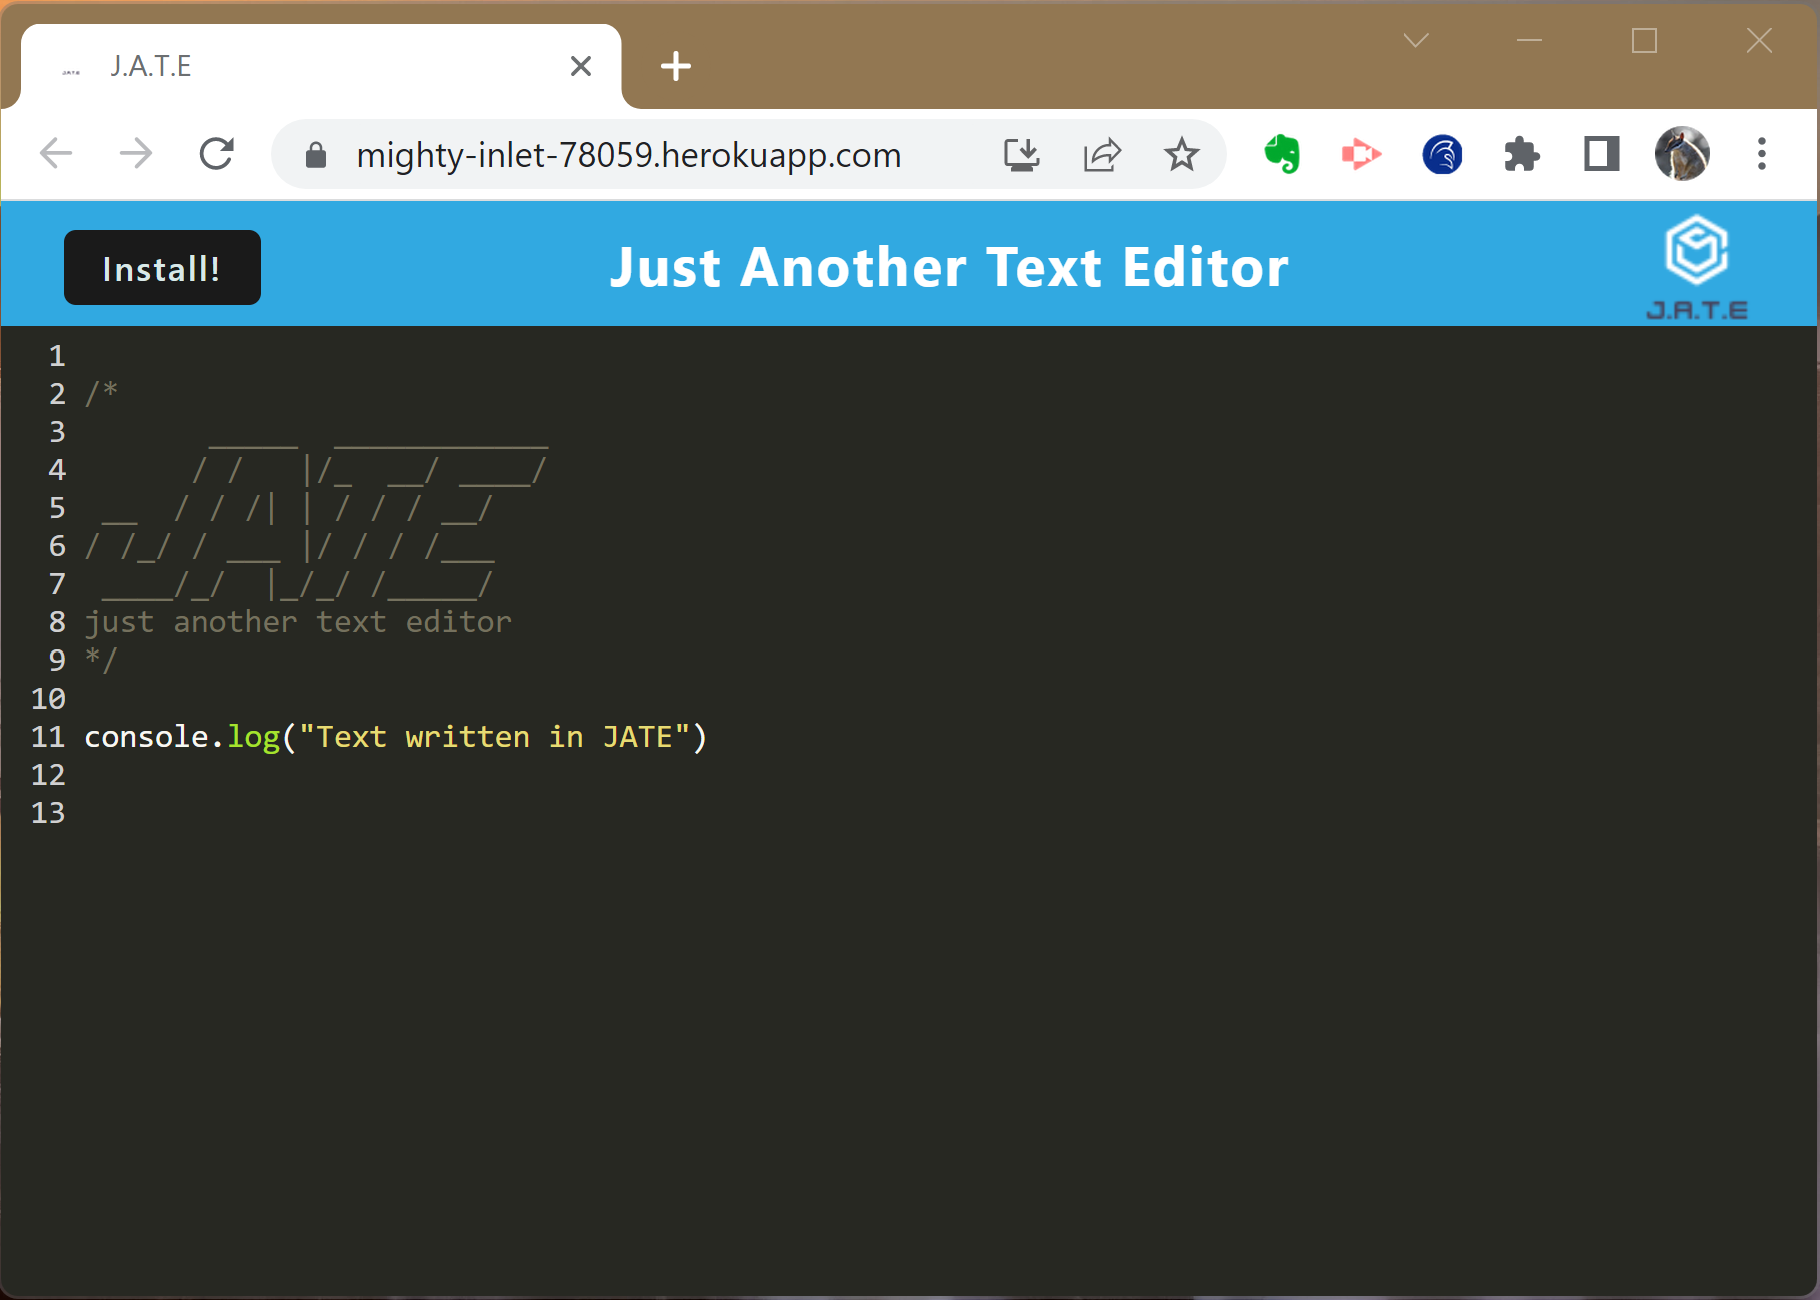 J.A.T.E
mighty-inlet-78059.herokuapp.com
Install!
Just Another Text Editor
J.A.T.E
1
2 /*
3        _____  ____________
4       / /   |/_  __/ ____/
5  __  / / /| | / / / __/
6 / /_/ / ___ |/ / / /___
7  ____/_/  |_/_/ /_____/
8 just another text editor
9 */
10
11 console.log("Text written in JATE")
12
13